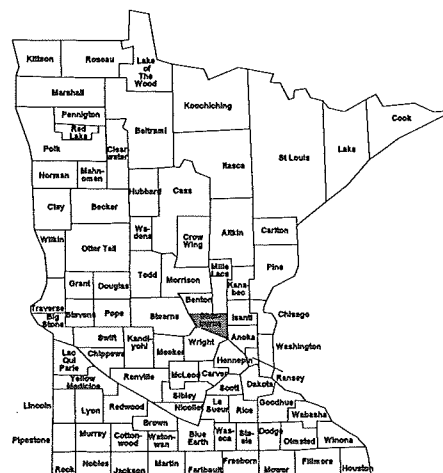 Kittson
Roseau
Lake
of
The
Wood
Marshall
Koochiching
Cook
Pennington
Red
Lake
Beltrami
St Louis
Lake
Polk
Clear-
water
Itasca
Norman
Mahn-
omen
Hubbard
Cass
Clay
Becker
Wa-
dena
Crow
Wing
Aitkin
Carlton
Wilkin
Otter Tail
Pine
Todd
Morrison
Mille
Lacs
Kana-
bec
Grant
Douglas
Benton
Traverse
Big
Stone
Stevens
Pope
Stearns
Isanti
Chisago
Swift
Kandi-
yohi
Wright
Anoka
Washington
Lac
Qui
Parle
Chippewa
Meeker
Hennepin
Yellow
Medicine
Renville
McLeod
Carver
Ramsey
Scott
Dakota
Sibley
Lincoln
Lyon
Redwood
Nicollet
Le
Sueur
Rice
Goodhue
Wabasha
Brown
Pipestone
Murray
Cotton-
wood
Waton-
wan
Blue
Earth
Was-
eca
Ste-
ele
Dodge
Olmsted
Winona
Rock
Nobles
Jackson
Martin
Faribault
Freeborn
Mower
Fillmore
Houston